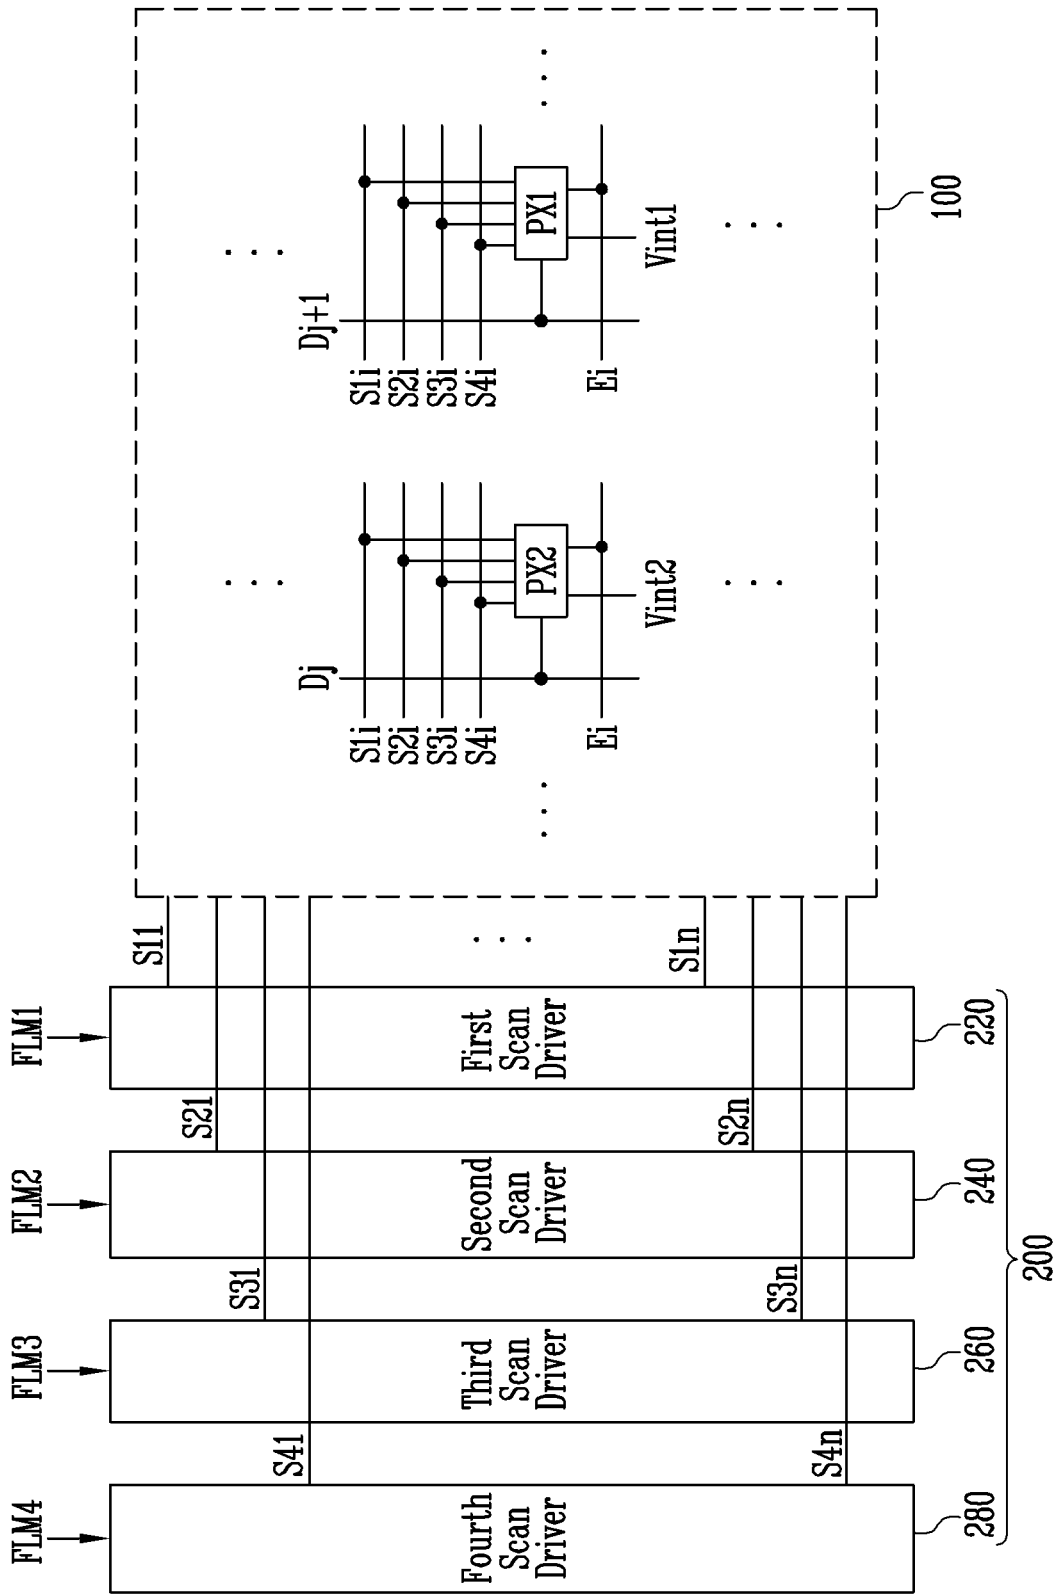 FLM4
FLM3
FLM2
FLM1
S41
S31
S21
S11
Fourth
Scan
Driver
Third
Scan
Driver
Second
Scan
Driver
First
Scan
Driver
S4n
S3n
S2n
S1n
280
260
240
220
200
Dj
S1i
S2i
S3i
S4i
PX2
Ei
Vint2
Dj+1
S1i
S2i
S3i
S4i
PX1
Ei
Vint1
100